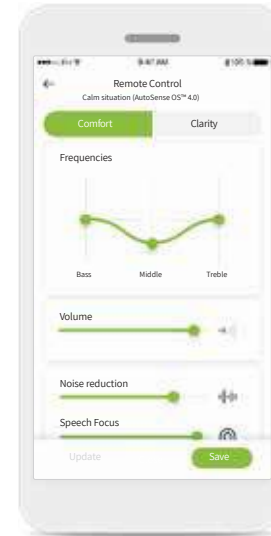 9:47 AM
Remote Control
Calm situation (AutoSense OS™ 4.0)
Comfort Clarity
Frequencies
Bass Middle Treble
Volume
Noise reduction
Speech Focus
Update Save